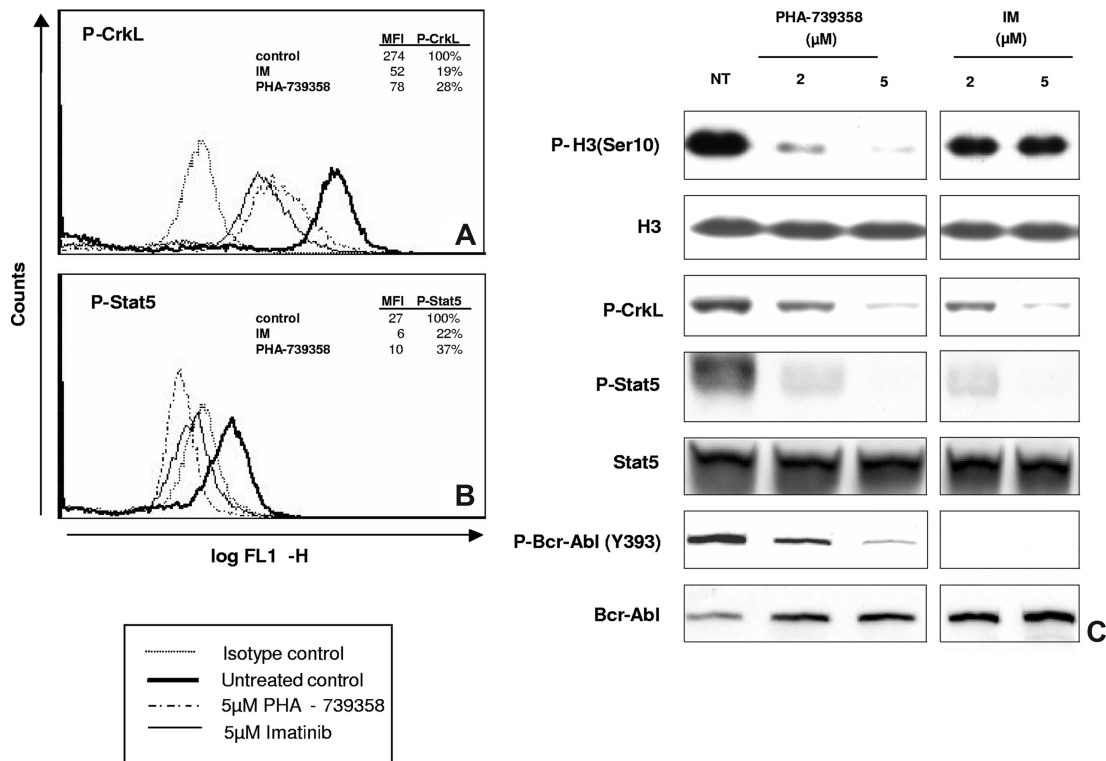 P-CrkL
MFI P-CrkL
control 274 100%
IM 52 19%
PHA-739358 78 28%
A
P-Stat5
MFI P-Stat5
control 27 100%
IM 6 22%
PHA-739358 10 37%
B
Counts
log FL1 -H
Isotype control
Untreated control
5µM PHA - 739358
5µM Imatinib
PHA-739358 IM
(µM) (µM)
NT 2 5 2 5
P-H3(Ser10)
H3
P-CrkL
P-Stat5
Stat5
P-Bcr-Abl (Y393)
Bcr-Abl
C